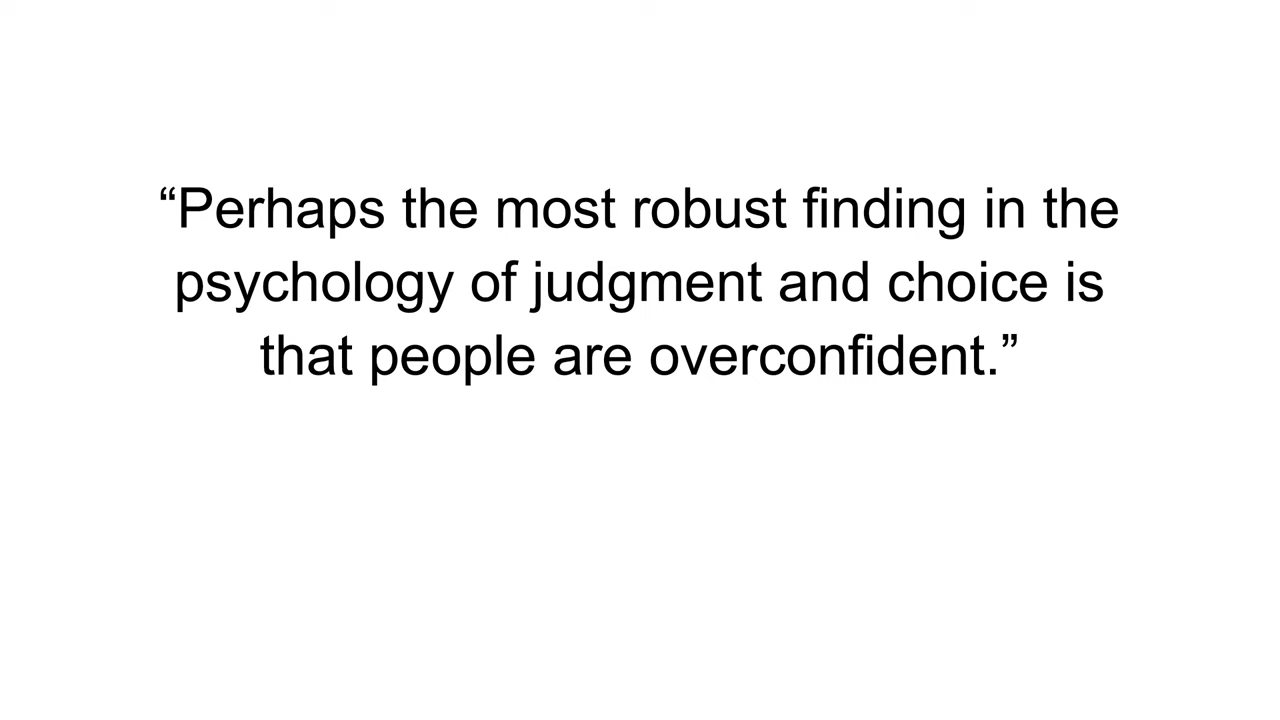 “Perhaps the most robust finding in the
psychology of judgment and choice is
that people are overconfident.”